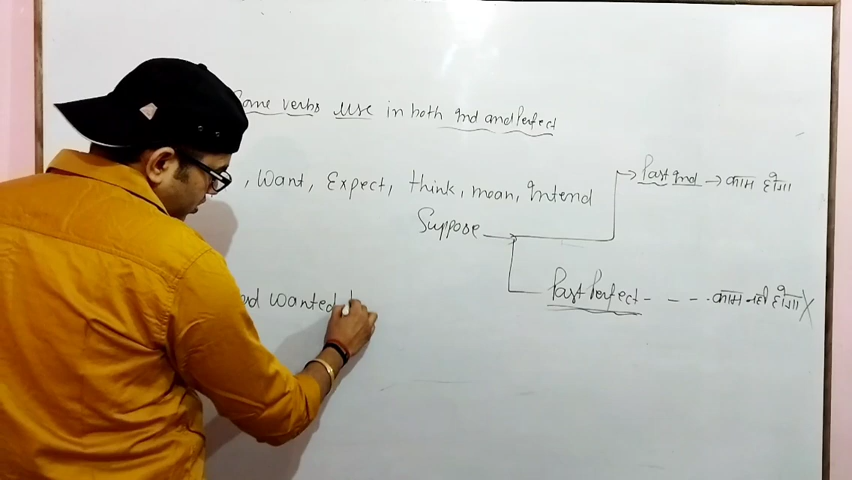 Some verbs use in both Ind and Perfect
, Want, Expect, think, mean, Intend
Suppose
Past Ind → काम होगा
Past Perfect - - - - काम नही होगा X
wanted